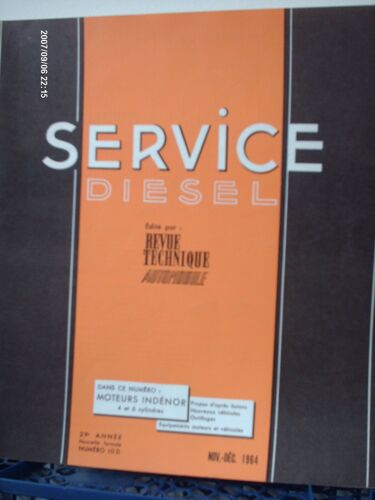 2007/09/06 22:15
SERViCE
DIESEL
Edité par :
REVUE
TECHNIQUE
AUTOMOBILE
DANS CE NUMÉRO :
MOTEURS INDÉNOR
4 et 6 cylindres
Propos d'après Salons
Nouveaux véhicules
Outillages
Equipements moteurs et véhicules
29e ANNÉE
Nouvelle formule
NUMÉRO 10 D
NOV.-DÉC. 1964